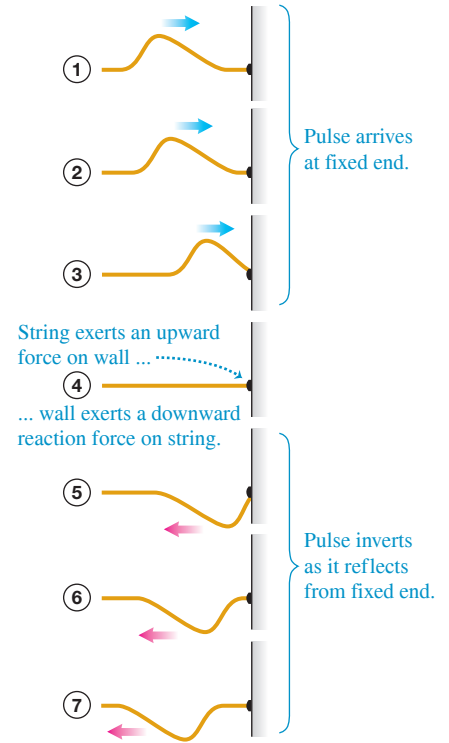 1
2
Pulse arrives
at fixed end.
3
String exerts an upward
force on wall ...
4
... wall exerts a downward
reaction force on string.
5
6
Pulse inverts
as it reflects
from fixed end.
7